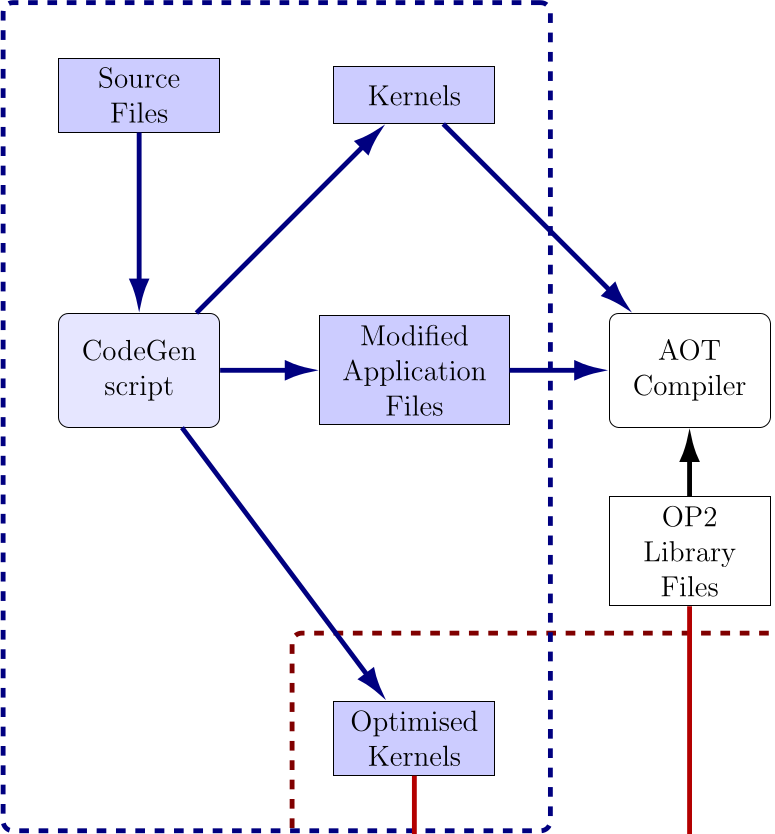 Source
Files
Kernels
CodeGen
script
Modified
Application
Files
AOT
Compiler
OP2
Library
Files
Optimised
Kernels